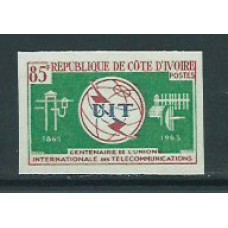 85F REPUBLIQUE DE CÔTE D'IVOIRE
POSTES
UIT
1865 1965
CENTENAIRE DE L'UNION
INTERNATIONALE DES TELECOMMUNICATIONS